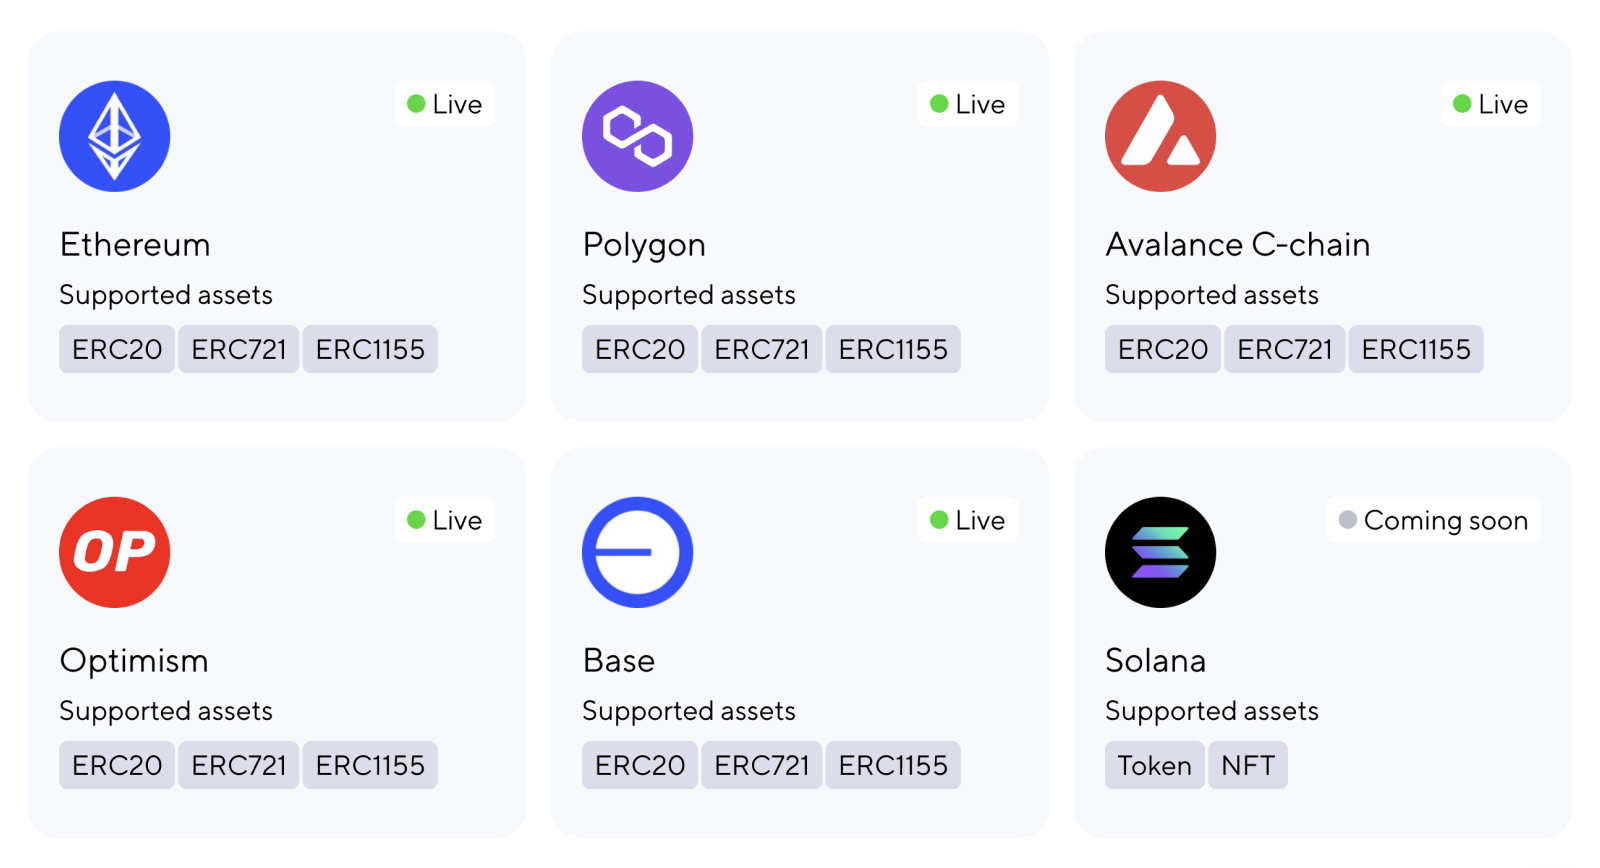 Live
Ethereum
Supported assets
ERC20 ERC721 ERC1155
Live
Polygon
Supported assets
ERC20 ERC721 ERC1155
Live
Avalance C-chain
Supported assets
ERC20 ERC721 ERC1155
OP
Live
Optimism
Supported assets
ERC20 ERC721 ERC1155
Live
Base
Supported assets
ERC20 ERC721 ERC1155
Coming soon
Solana
Supported assets
Token NFT